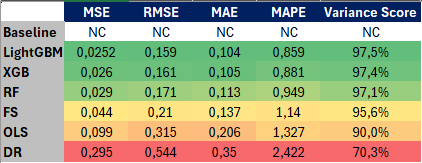 MSE RMSE MAE MAPE Variance Score
Baseline NC NC NC NC NC
LightGBM 0,0252 0,159 0,104 0,859 97,5%
XGB 0,026 0,161 0,105 0,881 97,4%
RF 0,029 0,171 0,113 0,949 97,1%
FS 0,044 0,21 0,137 1,14 95,6%
OLS 0,099 0,315 0,206 1,327 90,0%
DR 0,295 0,544 0,35 2,422 70,3%